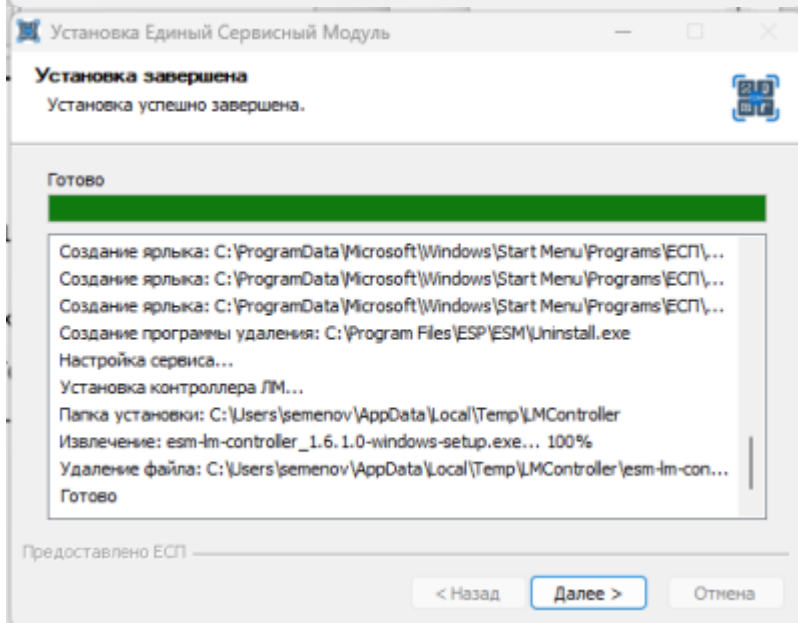 Установка Единый Сервисный Модуль
Установка завершена
Установка успешно завершена.
Готово
Создание ярлыка: C:\ProgramData\Microsoft\Windows\Start Menu\Programs\ЕСП\...
Создание ярлыка: C:\ProgramData\Microsoft\Windows\Start Menu\Programs\ЕСП\...
Создание ярлыка: C:\ProgramData\Microsoft\Windows\Start Menu\Programs\ЕСП\...
Создание программы удаления: C:\Program Files\ESP\ESM\Uninstall.exe
Настройка сервиса...
Установка контроллера ЛМ...
Папка установки: C:\Users\semenov\AppData\Local\Temp\LMController
Извлечение: esm-lm-controller_1.6.1.0-windows-setup.exe... 100%
Удаление файла: C:\Users\semenov\AppData\Local\Temp\LMController\esm-lm-con...
Готово
Предоставлено ЕСП
< Назад
Далее >
Отмена